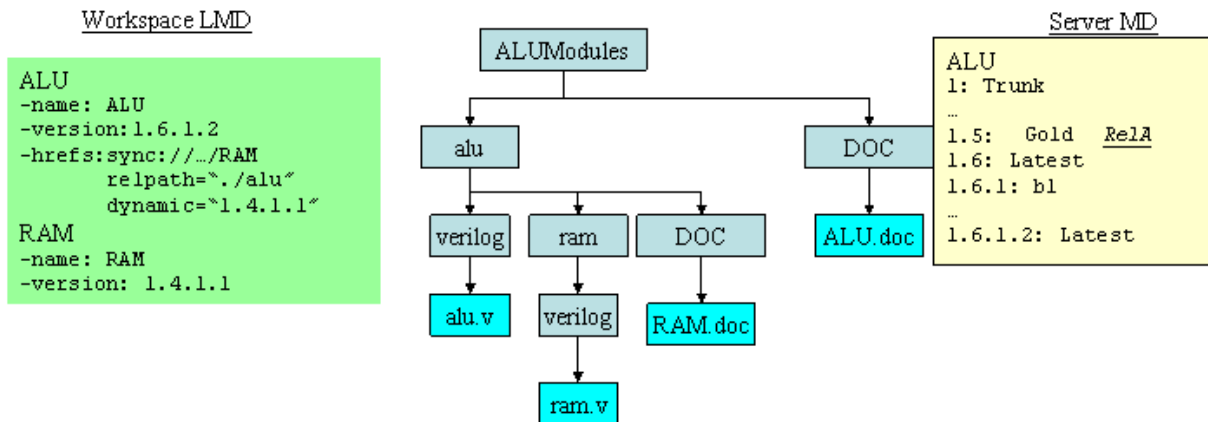 Workspace LMD
ALU
-name: ALU
-version:1.6.1.2
-hrefs:sync://…/RAM
relpath=“./alu”
dynamic=“1.4.1.1”
RAM
-name: RAM
-version: 1.4.1.1
ALUModules
alu
DOC
verilog
ram
DOC
ALU.doc
alu.v
verilog
RAM.doc
ram.v
Server MD
ALU
1: Trunk
…
1.5: Gold RelA
1.6: Latest
1.6.1: bl
…
1.6.1.2: Latest